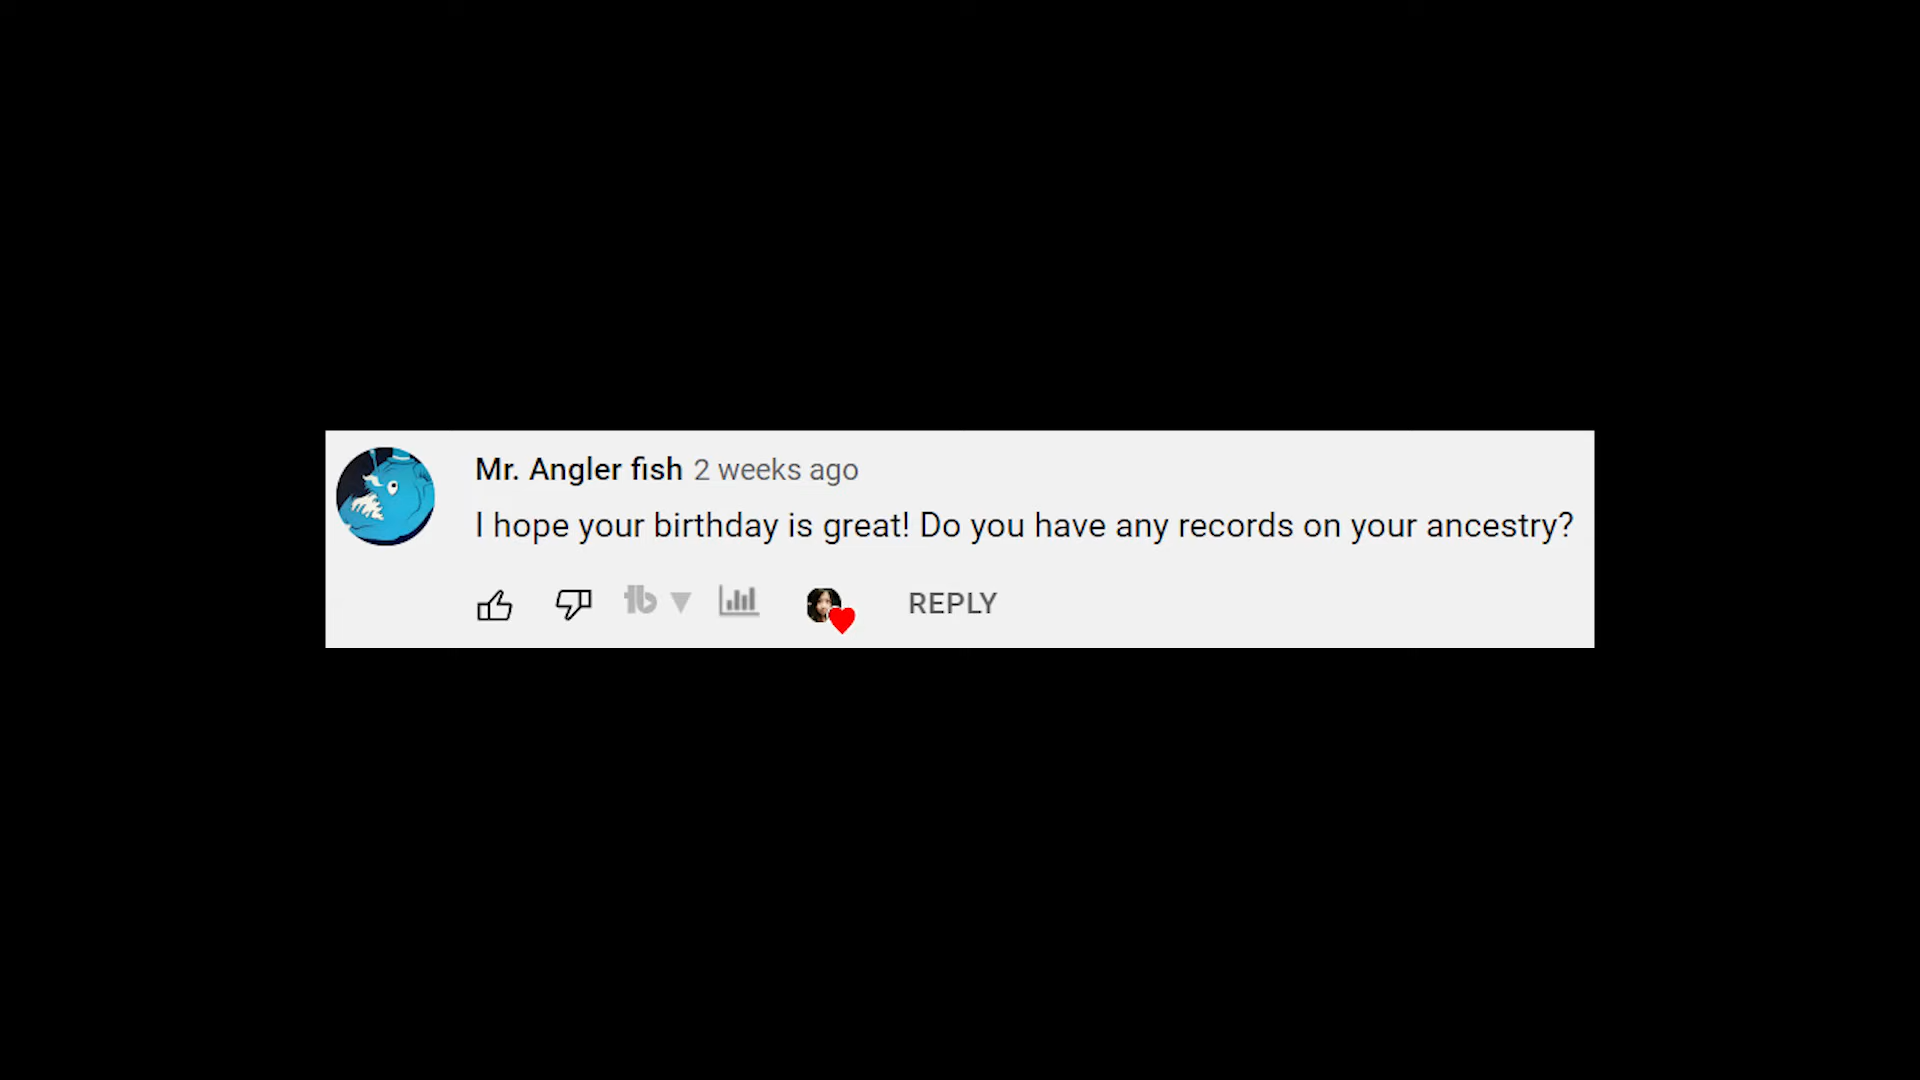 Mr. Angler fish 2 weeks ago
I hope your birthday is great! Do you have any records on your ancestry?
REPLY